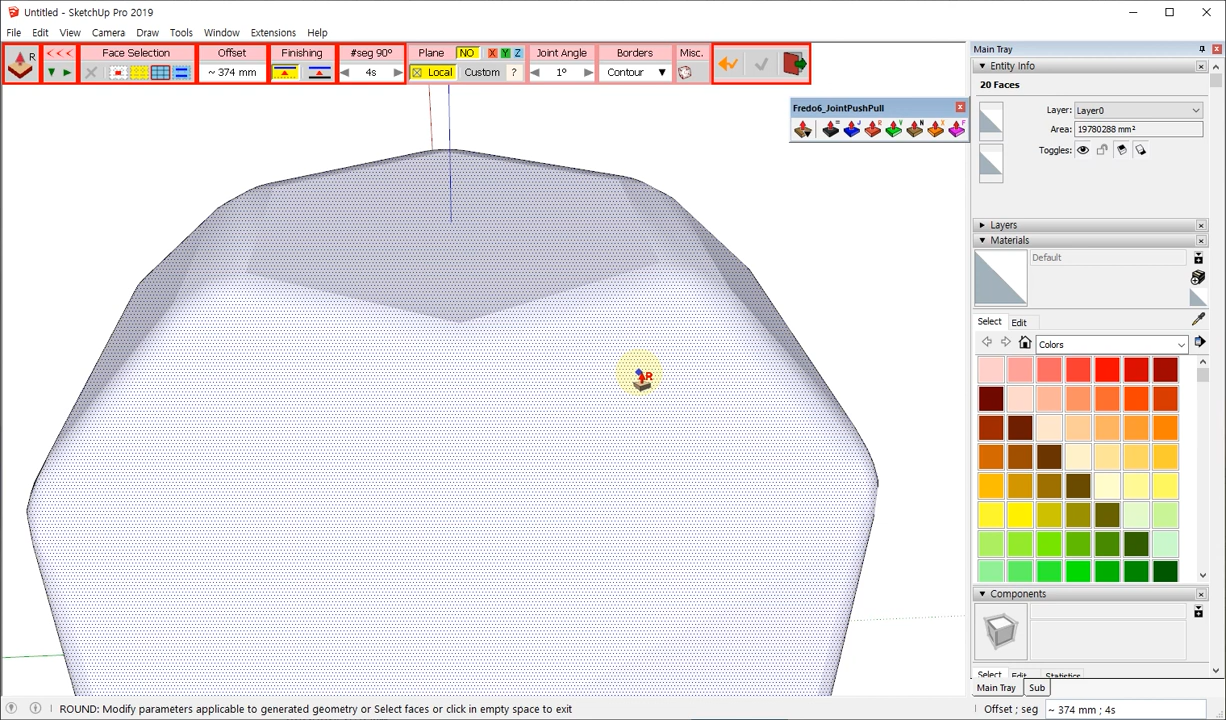 Untitled - SketchUp Pro 2019
File Edit View Camera Draw Tools Window Extensions Help
R <<< Face Selection Offset Finishing #seg 90º Plane NO X Y Z Joint Angle Borders Misc.
~ 374 mm 4s Local Custom ? 1º Contour
Fredo6_JointPushPull
= J R V N X F
R
Main Tray
Entity Info
20 Faces
Layer: Layer0
Area: 19780288 mm²
Toggles:
Layers
Materials
Default
Select Edit
Colors
Components
Select Edit Statistics
Main Tray Sub
ROUND: Modify parameters applicable to generated geometry or Select faces or click in empty space to exit
Offset ; seg ~ 374 mm ; 4s